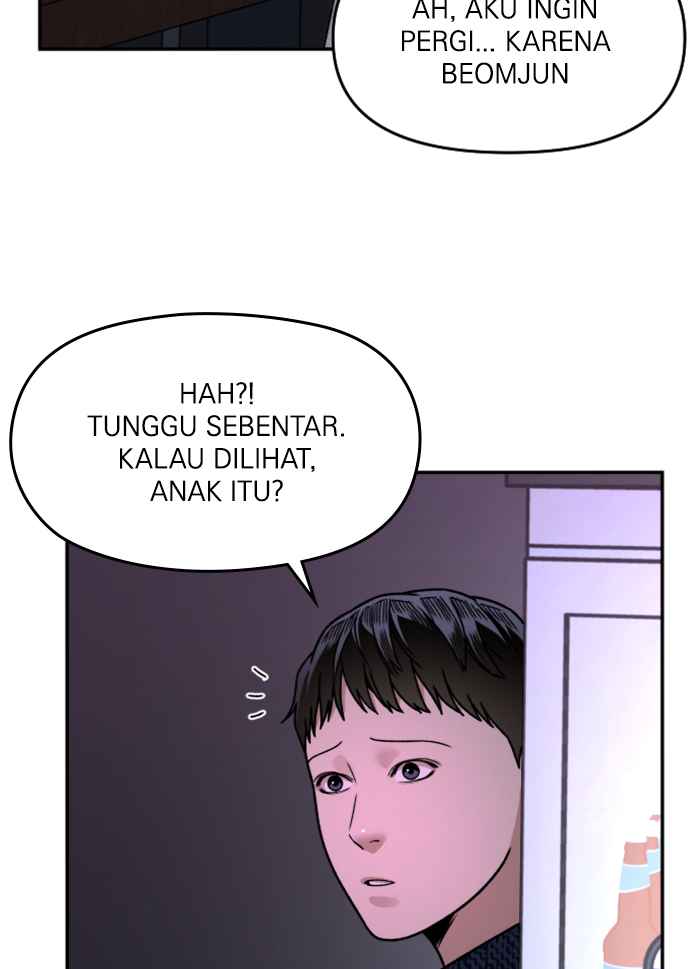 AH, AKU INGIN
PERGI... KARENA
BEOMJUN
HAH?!
TUNGGU SEBENTAR.
KALAU DILIHAT,
ANAK ITU?